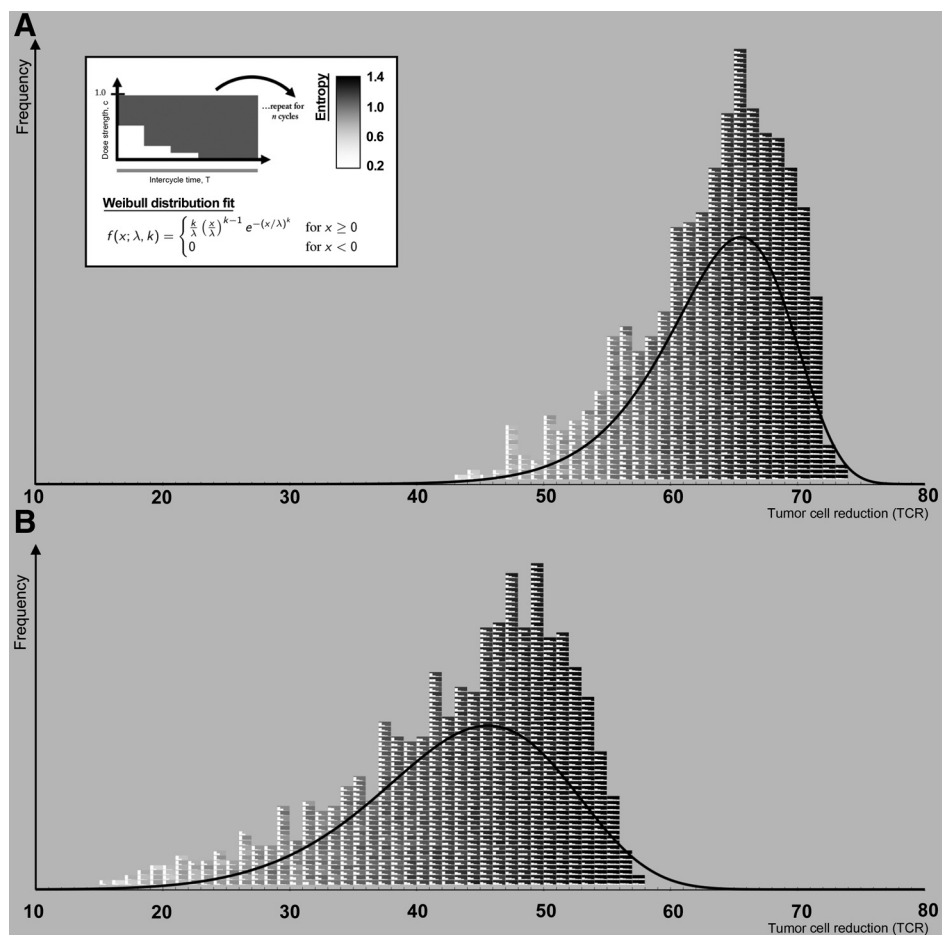 A
Frequency
1.0
Dose strength, c
...repeat for
n cycles
Intercycle time, T
Entropy
1.4
1.0
0.6
0.2
Weibull distribution fit
f(x; λ, k) = { k/λ (x/λ)^{k−1} e^{−(x/λ)^k} for x ≥ 0
0 for x < 0
10 20 30 40 50 60 70 80
Tumor cell reduction (TCR)
B
Frequency
10 20 30 40 50 60 70 80
Tumor cell reduction (TCR)